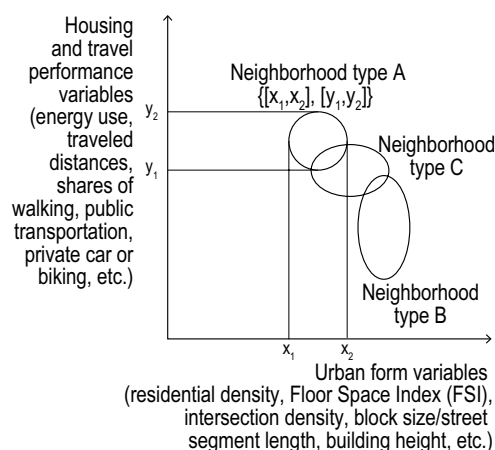 Housing
and travel
performance
variables
(energy use,
traveled
distances,
shares of
walking, public
transportation,
private car or
biking, etc.)
Neighborhood type A
{[x₁,x₂], [y₁,y₂]}
y₂
Neighborhood
type C
y₁
Neighborhood
type B
x₁ x₂
Urban form variables
(residential density, Floor Space Index (FSI),
intersection density, block size/street
segment length, building height, etc.)